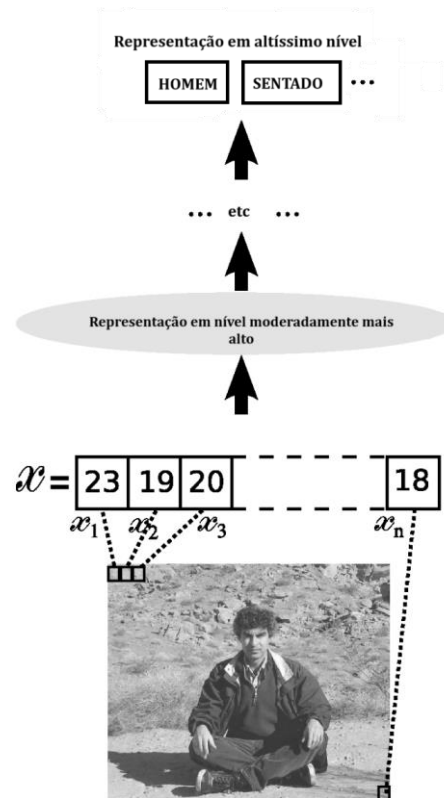 Representação em altíssimo nível
HOMEM SENTADO ...
... etc ...
Representação em nível moderadamente mais
alto
x = 23 19 20 18
x₁ x₂ x₃ xₙ